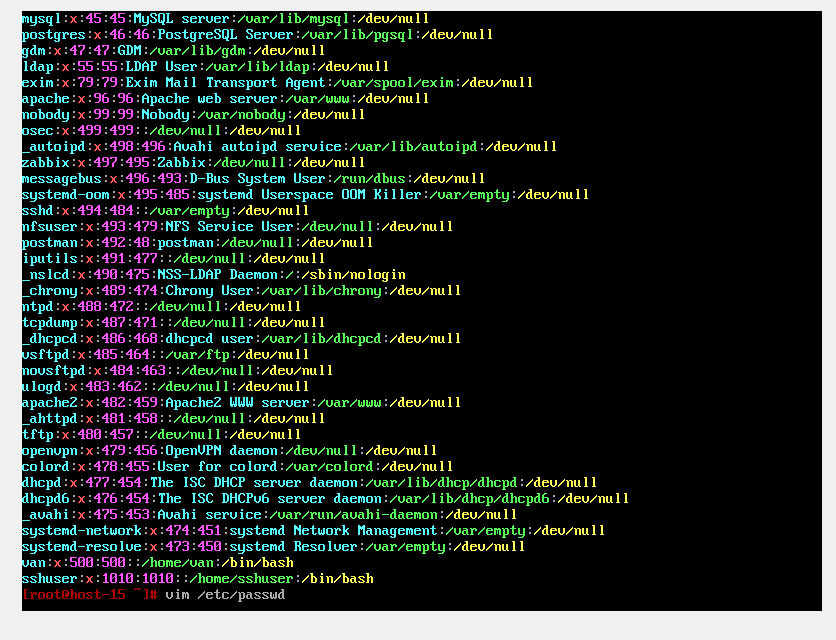 mysql:x:45:45:MySQL server:/var/lib/mysql:/dev/null
postgres:x:46:46:PostgreSQL Server:/var/lib/pgsql:/dev/null
gdm:x:47:47:GDM:/var/lib/gdm:/dev/null
ldap:x:55:55:LDAP User:/var/lib/ldap:/dev/null
exim:x:79:79:Exim Mail Transport Agent:/var/spool/exim:/dev/null
apache:x:96:96:Apache web server:/var/www:/dev/null
nobody:x:99:99:Nobody:/var/nobody:/dev/null
osec:x:499:499::/dev/null:/dev/null
_autoipd:x:498:496:Avahi autoipd service:/var/lib/autoipd:/dev/null
zabbix:x:497:495:Zabbix:/dev/null:/dev/null
messagebus:x:496:493:D-Bus System User:/run/dbus:/dev/null
systemd-oom:x:495:485:systemd Userspace OOM Killer:/var/empty:/dev/null
sshd:x:494:484::/var/empty:/dev/null
nfsuser:x:493:479:NFS Service User:/dev/null:/dev/null
postman:x:492:48:postman:/dev/null:/dev/null
iputils:x:491:477::/dev/null:/dev/null
_nslcd:x:490:475:NSS-LDAP Daemon:/:/sbin/nologin
_chrony:x:489:474:Chrony User:/var/lib/chrony:/dev/null
ntpd:x:488:472::/dev/null:/dev/null
tcpdump:x:487:471::/dev/null:/dev/null
_dhcpcd:x:486:468:dhcpcd user:/var/lib/dhcpcd:/dev/null
vsftpd:x:485:464::/var/ftp:/dev/null
novsftpd:x:484:463::/dev/null:/dev/null
ulogd:x:483:462::/dev/null:/dev/null
apache2:x:482:459:Apache2 WWW server:/var/www:/dev/null
_ahttpd:x:481:458::/dev/null:/dev/null
tftp:x:480:457::/dev/null:/dev/null
openvpn:x:479:456:OpenVPN daemon:/dev/null:/dev/null
colord:x:478:455:User for colord:/var/colord:/dev/null
dhcpd:x:477:454:The ISC DHCP server daemon:/var/lib/dhcp/dhcpd:/dev/null
dhcpd6:x:476:454:The ISC DHCPv6 server daemon:/var/lib/dhcp/dhcpd6:/dev/null
_avahi:x:475:453:Avahi service:/var/run/avahi-daemon:/dev/null
systemd-network:x:474:451:systemd Network Management:/var/empty:/dev/null
systemd-resolve:x:473:450:systemd Resolver:/var/empty:/dev/null
van:x:500:500::/home/van:/bin/bash
sshuser:x:1010:1010::/home/sshuser:/bin/bash
[root@host-15 ~]# vim /etc/passwd